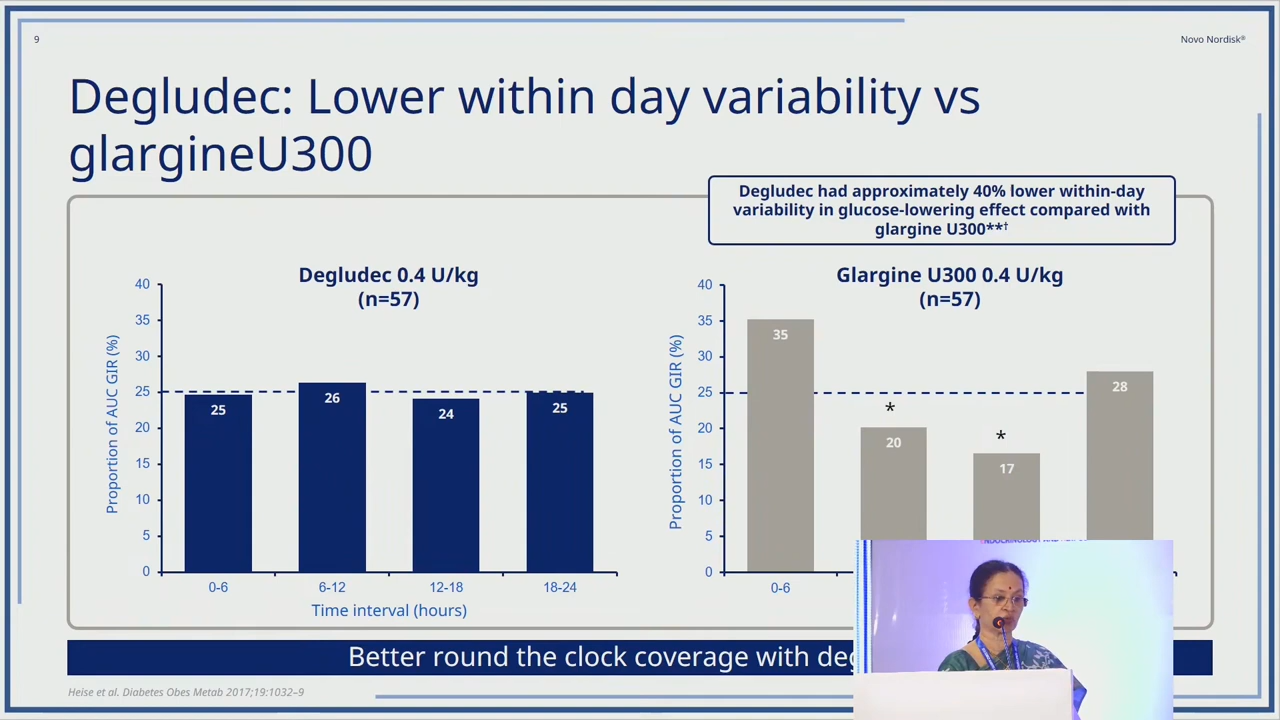 9
Novo Nordisk®
Degludec: Lower within day variability vs
glargineU300
Degludec had approximately 40% lower within-day
variability in glucose-lowering effect compared with
glargine U300**†
Degludec 0.4 U/kg
(n=57)
Proportion of AUC GIR (%)
40
35
30
25
20
15
10
5
0
25
26
24
25
0-6
6-12
12-18
18-24
Time interval (hours)
Glargine U300 0.4 U/kg
(n=57)
Proportion of AUC GIR (%)
40
35
30
25
20
15
10
5
0
35
*
20
*
17
28
0-6
Better round the clock coverage with
Heise et al. Diabetes Obes Metab 2017;19:1032–9